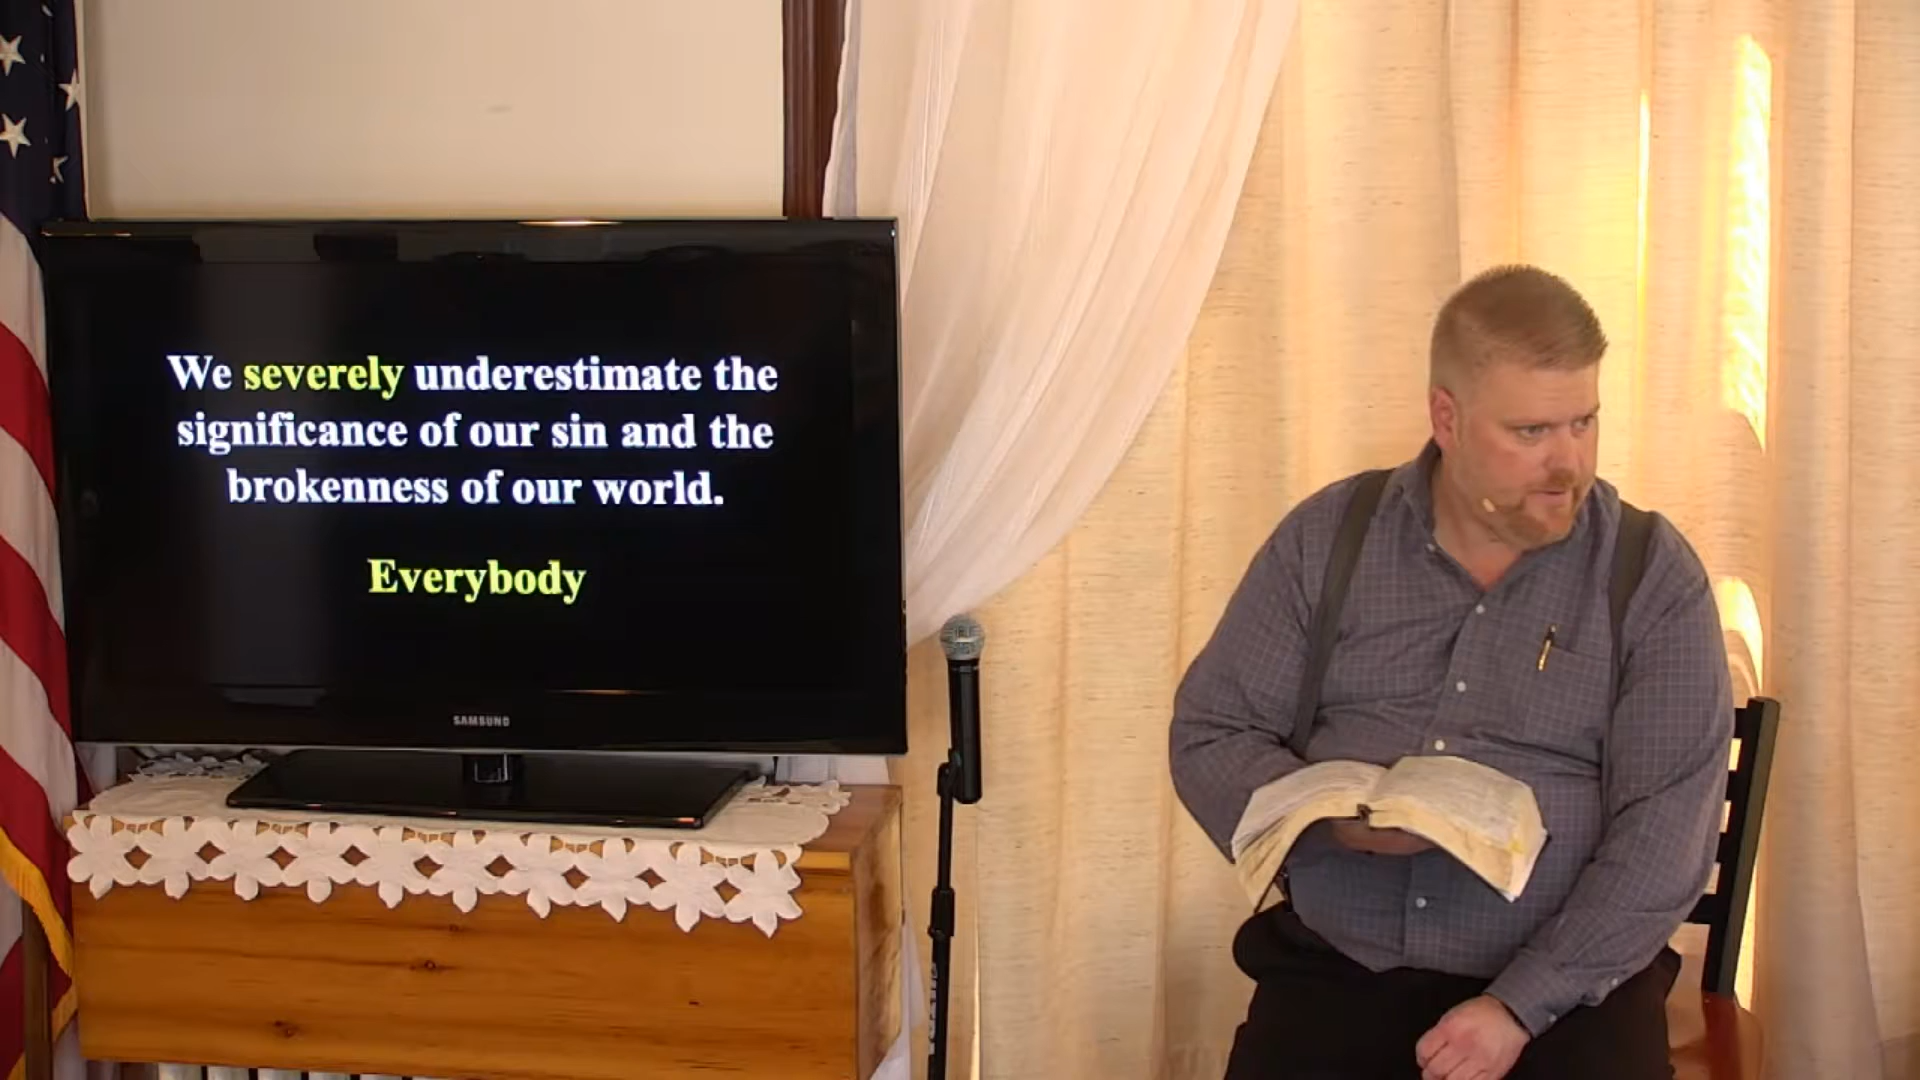 We severely underestimate the
significance of our sin and the
brokenness of our world.
Everybody
SAMSUNG